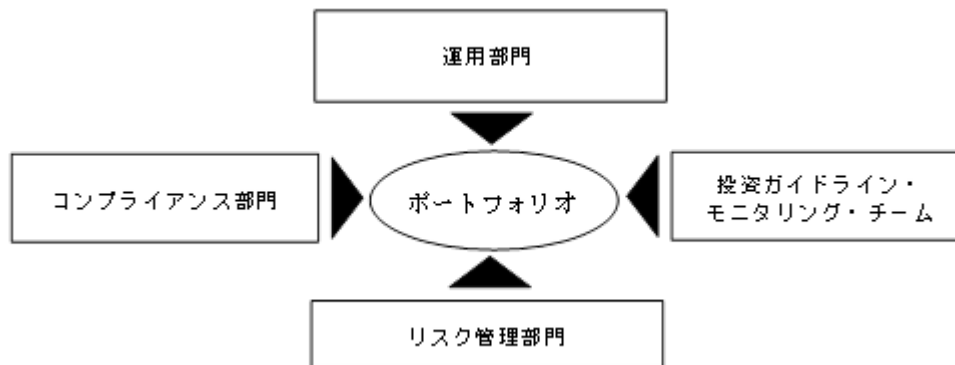 運用部門
コンプライアンス部門
ポートフォリオ
投資ガイドライン・
モニタリング・チーム
リスク管理部門